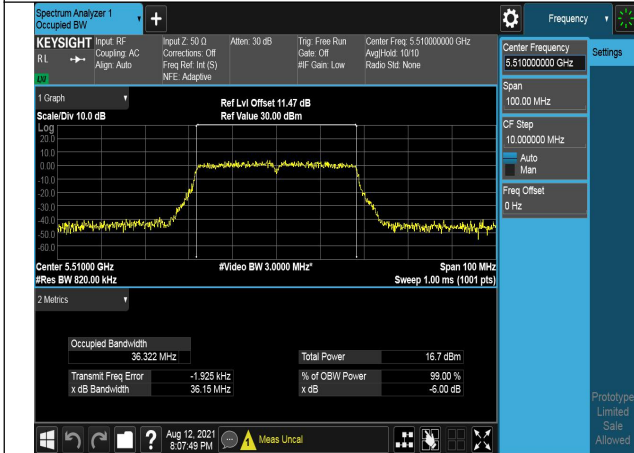 Spectrum Analyzer 1
Occupied BW
Frequency
KEYSIGHT
R L
Input: RF
Coupling: AC
Align: Auto
Input Z: 50 Ω
Corrections: Off
Freq Ref: Int (S)
NFE: Adaptive
Atten: 30 dB
Trig: Free Run
Gate: Off
#IF Gain: Low
Center Freq: 5.510000000 GHz
Avg|Hold: 10/10
Radio Std: None
Center Frequency
5.510000000 GHz
Settings
Span
100.00 MHz
CF Step
10.000000 MHz
Auto
Man
Freq Offset
0 Hz
1 Graph
Scale/Div 10.0 dB
Ref Lvl Offset 11.47 dB
Ref Value 30.00 dBm
Log
20.0
10.0
0.00
-10.0
-20.0
-30.0
-40.0
-50.0
-60.0
Center 5.51000 GHz
#Res BW 820.00 kHz
#Video BW 3.0000 MHz*
Span 100 MHz
Sweep 1.00 ms (1001 pts)
2 Metrics
Occupied Bandwidth
36.322 MHz
Total Power 16.7 dBm
Transmit Freq Error -1.925 kHz
% of OBW Power 99.00 %
x dB Bandwidth 36.15 MHz
x dB -6.00 dB
Prototype
Limited
Sale
Allowed
?
Aug 12, 2021
8:07:49 PM
Meas Uncal